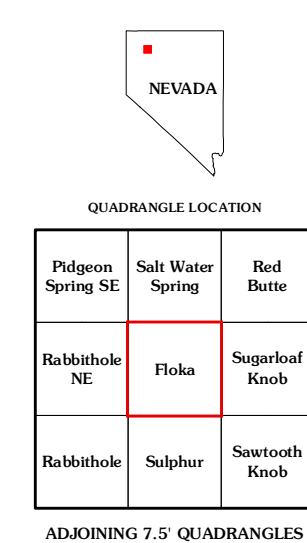 NEVADA
QUADRANGLE LOCATION
Pidgeon
Spring SE
Salt Water
Spring
Red
Butte
Rabbithole
NE
Floka
Sugarloaf
Knob
Rabbithole
Sulphur
Sawtooth
Knob
ADJOINING 7.5' QUADRANGLES